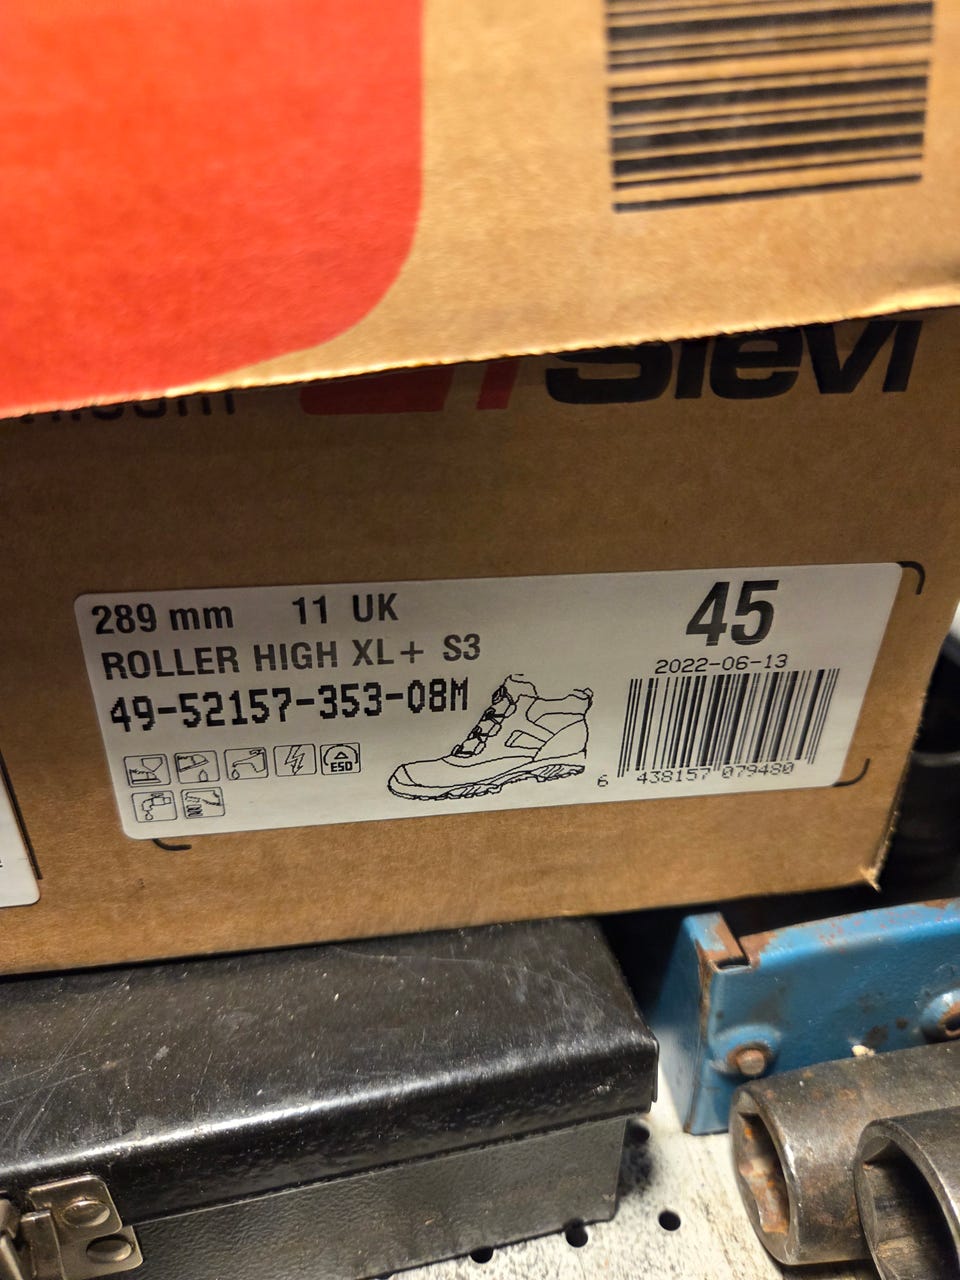 Sievi
289 mm 11 UK
45
ROLLER HIGH XL+ S3
2022-06-13
49-52157-353-08M
ESD
6 438157 079480